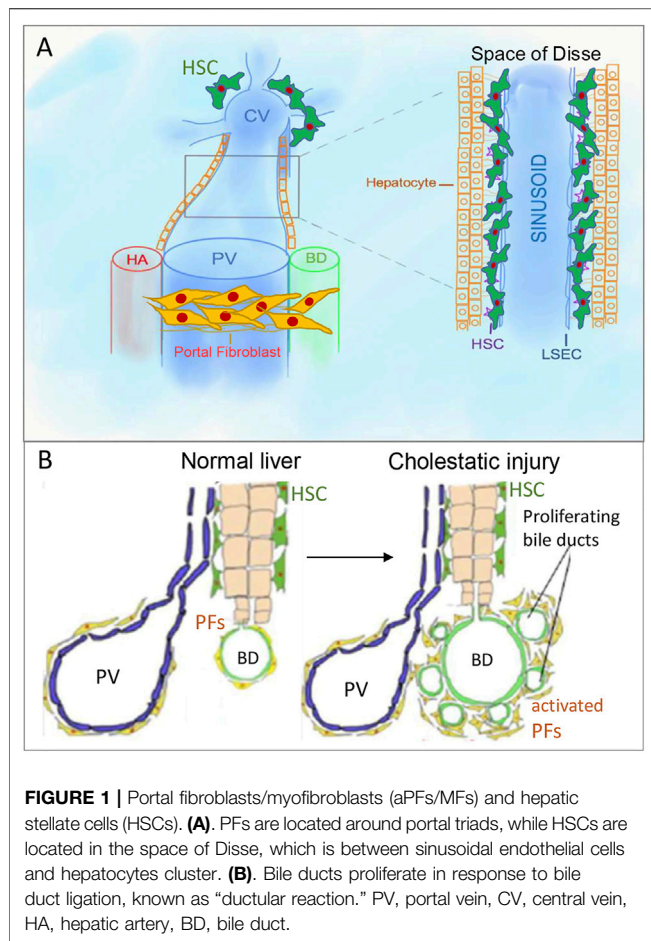 A
HSC
CV
HA
PV
BD
Portal Fibroblast
Space of Disse
Hepatocyte
SINUSOID
HSC
LSEC
B
Normal liver
Cholestatic injury
HSC
HSC
Proliferating
bile ducts
PFs
PV
BD
PV
BD
activated
PFs
FIGURE 1 | Portal fibroblasts/myofibroblasts (aPFs/MFs) and hepatic
stellate cells (HSCs). (A). PFs are located around portal triads, while HSCs are
located in the space of Disse, which is between sinusoidal endothelial cells
and hepatocytes cluster. (B). Bile ducts proliferate in response to bile
duct ligation, known as “ductular reaction.” PV, portal vein, CV, central vein,
HA, hepatic artery, BD, bile duct.